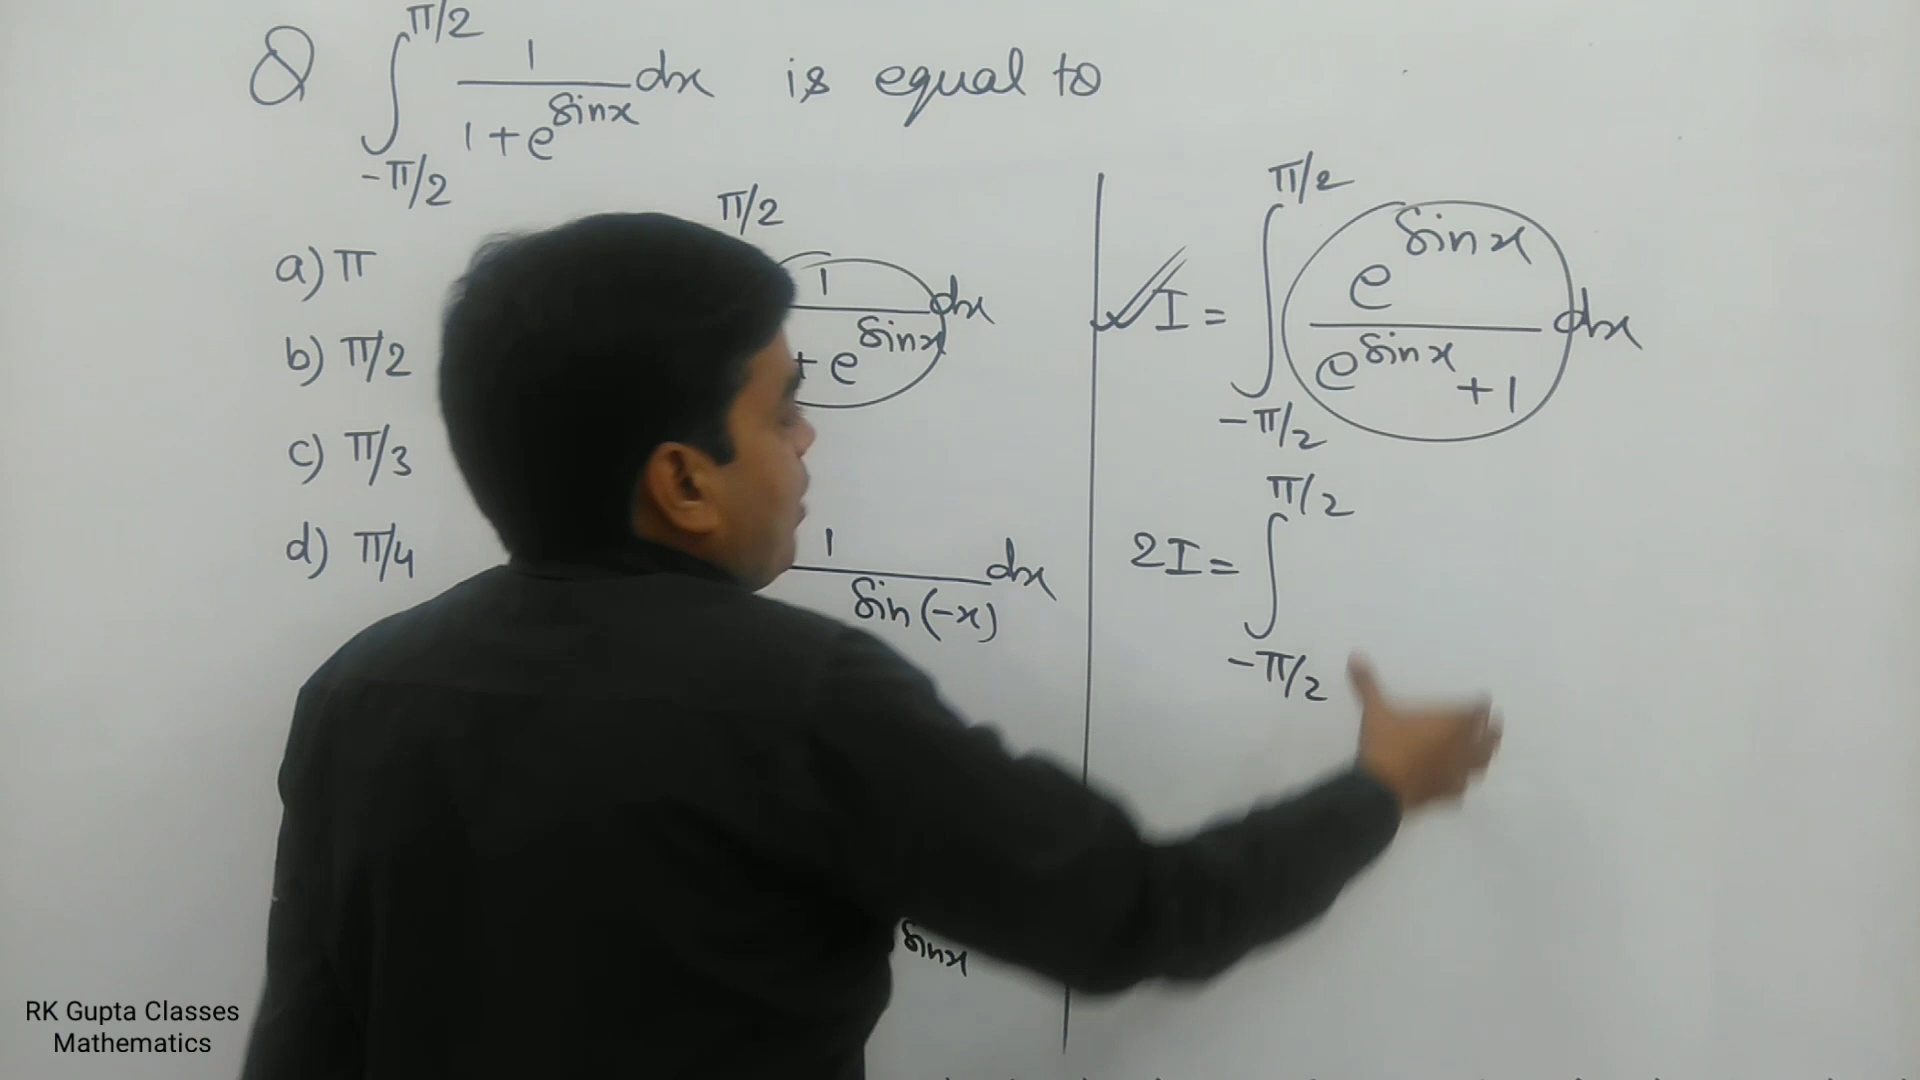 Q ∫_{-π/2}^{π/2} 1/(1+e^{sinx}) dx is equal to
a) π
b) π/2
c) π/3
d) π/4
π/2
1/(+ e^{sinx}) dx
1/(sin(-x)) dx
sinx
I = ∫_{-π/2}^{π/2} e^{sinx}/(e^{sinx}+1) dx
2I = ∫_{-π/2}^{π/2}
RK Gupta Classes
Mathematics